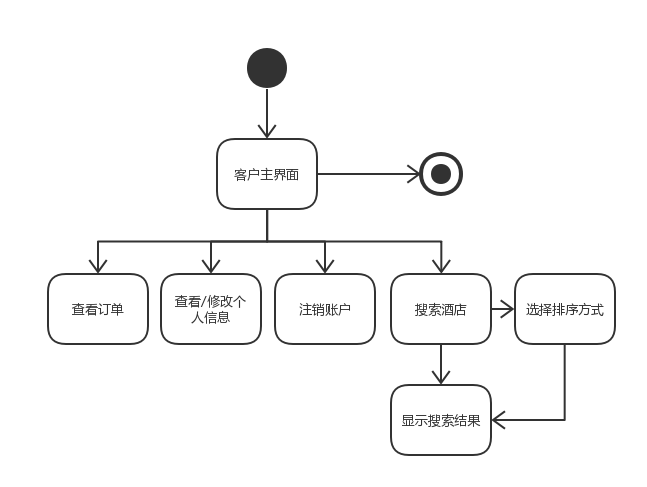 客户主界面
查看订单
查看/修改个
人信息
注销账户
搜索酒店
选择排序方式
显示搜索结果